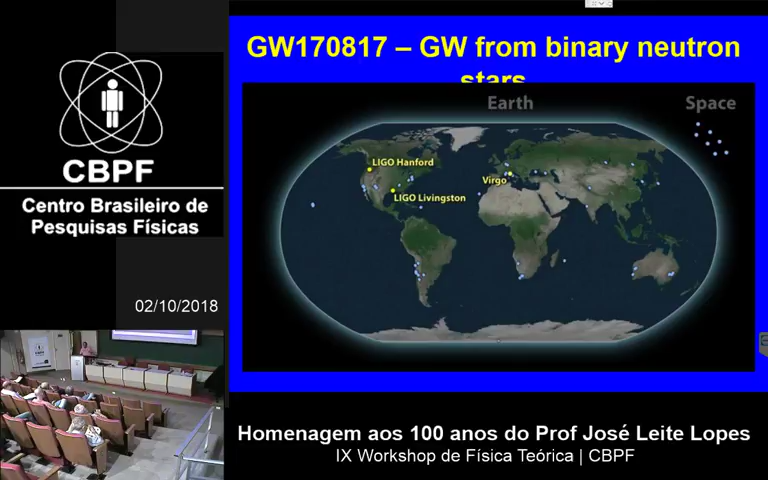 CBPF
Centro Brasileiro de
Pesquisas Físicas
02/10/2018
GW170817 – GW from binary neutron
stars
Earth
Space
LIGO Hanford
Virgo
LIGO Livingston
Homenagem aos 100 anos do Prof José Leite Lopes
IX Workshop de Física Teórica | CBPF